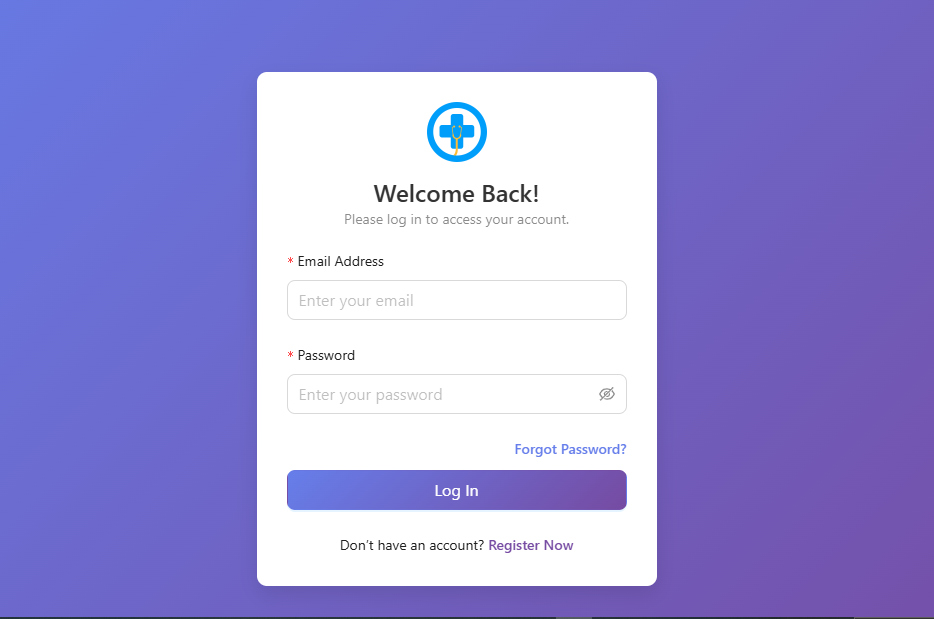 Welcome Back!
Please log in to access your account.
* Email Address
Enter your email
* Password
Enter your password
Forgot Password?
Log In
Don’t have an account? Register Now